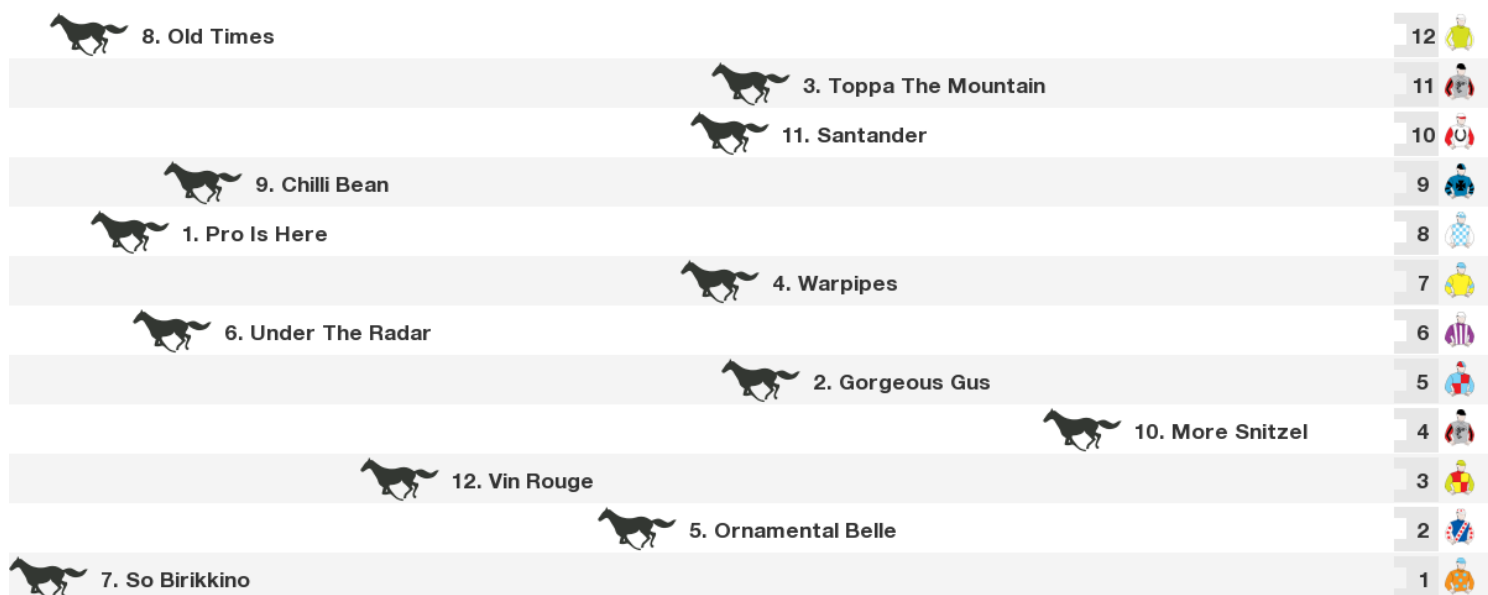 8. Old Times 12
3. Toppa The Mountain 11
11. Santander 10
9. Chilli Bean 9
1. Pro Is Here 8
4. Warpipes 7
6. Under The Radar 6
2. Gorgeous Gus 5
10. More Snitzel 4
12. Vin Rouge 3
5. Ornamental Belle 2
7. So Birikkino 1